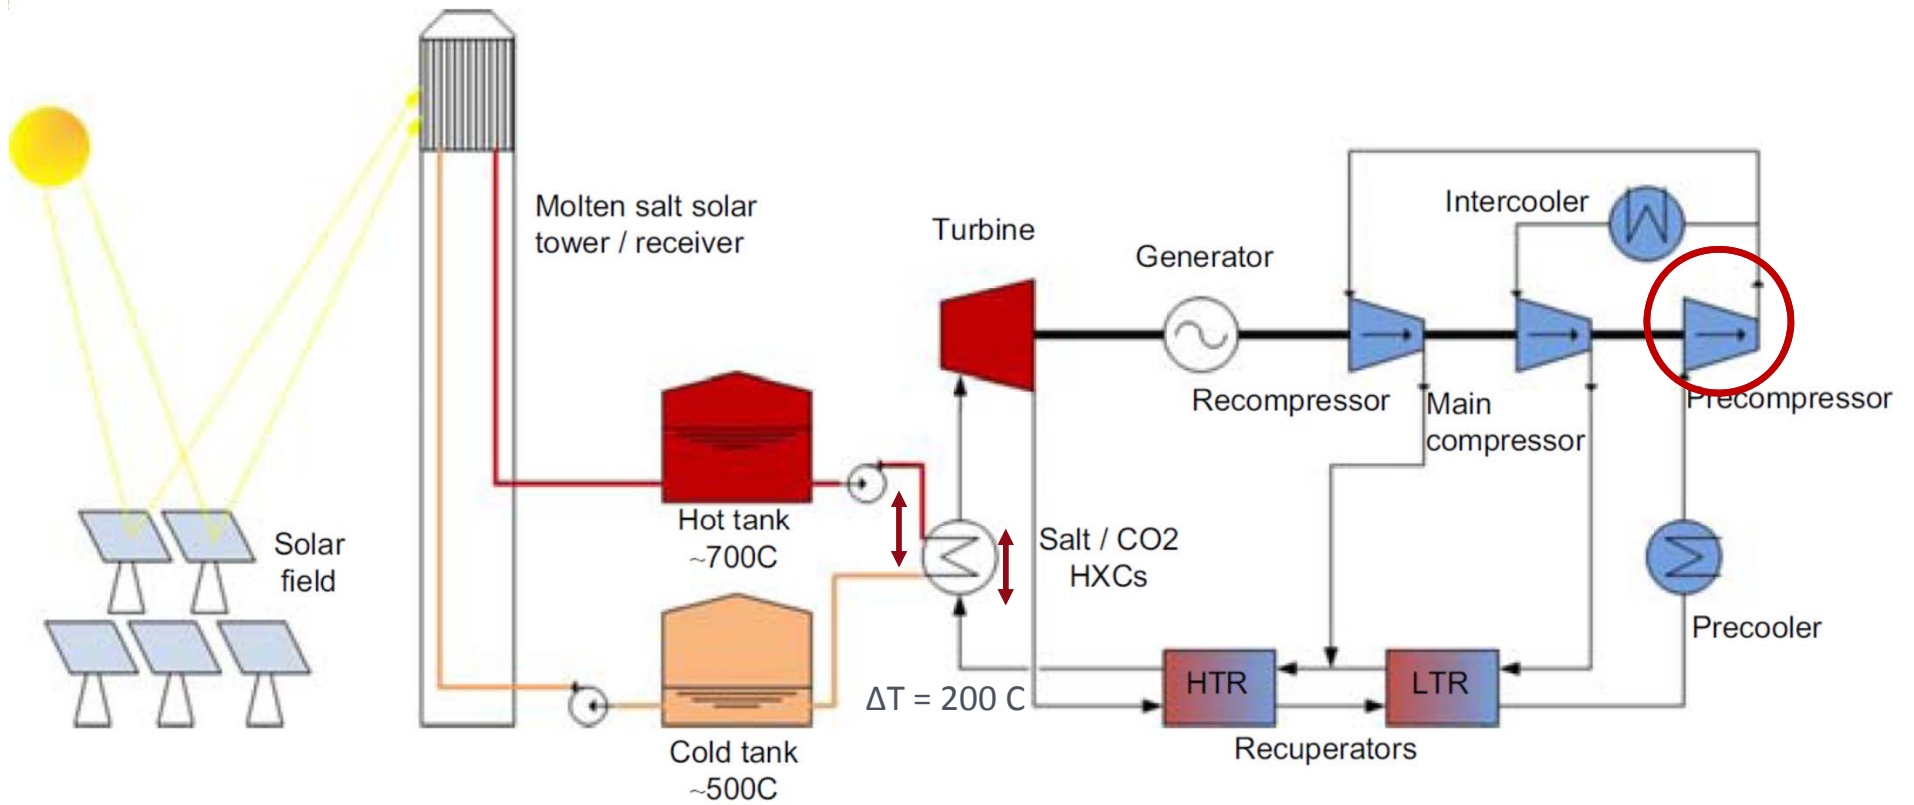 Molten salt solar
tower / receiver
Turbine
Generator
Intercooler
Recompressor
Main
compressor
Precompressor
Solar
field
Hot tank
~700C
Salt / CO2
HXCs
Precooler
HTR
LTR
ΔT = 200 C
Recuperators
Cold tank
~500C